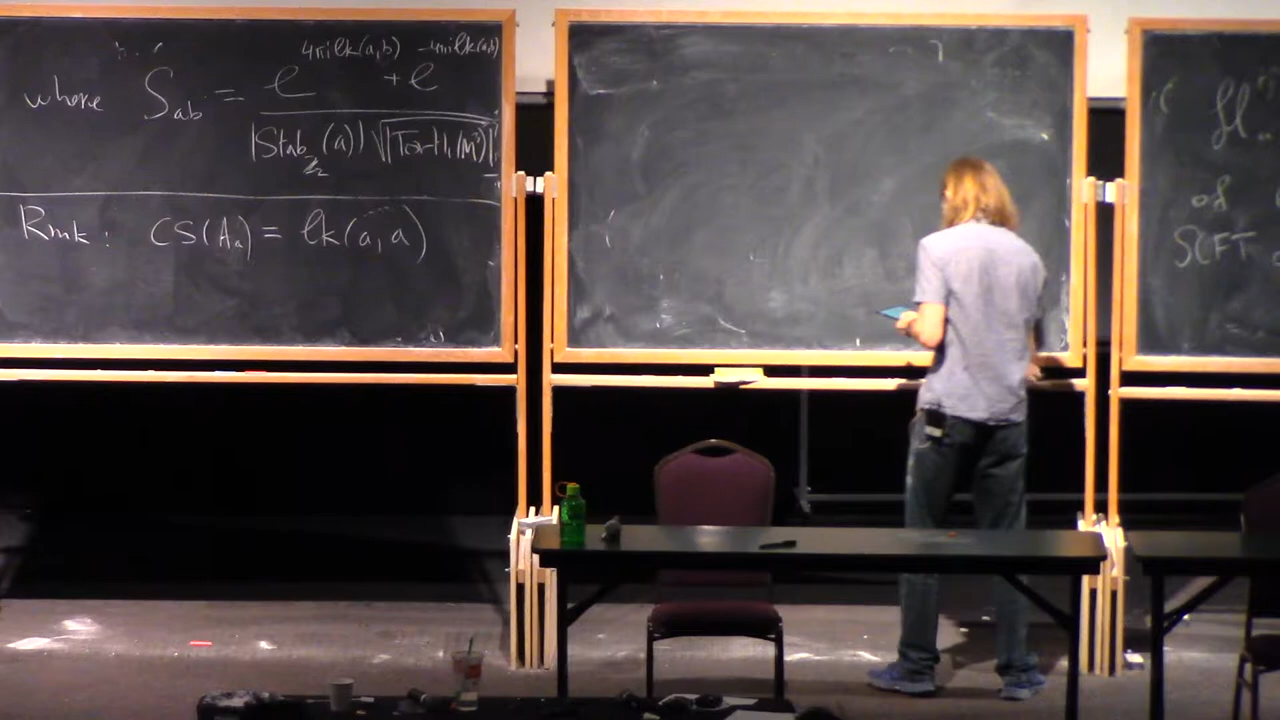 where S_ab = e^{4πi lk(a,b)} + e^{-4πi lk(a,b)}
|Stab_{Z_2}(a)| √|Tor H_1(M^3)|
Rmk: CS(A_a) = lk(a,a)
of
SCFT